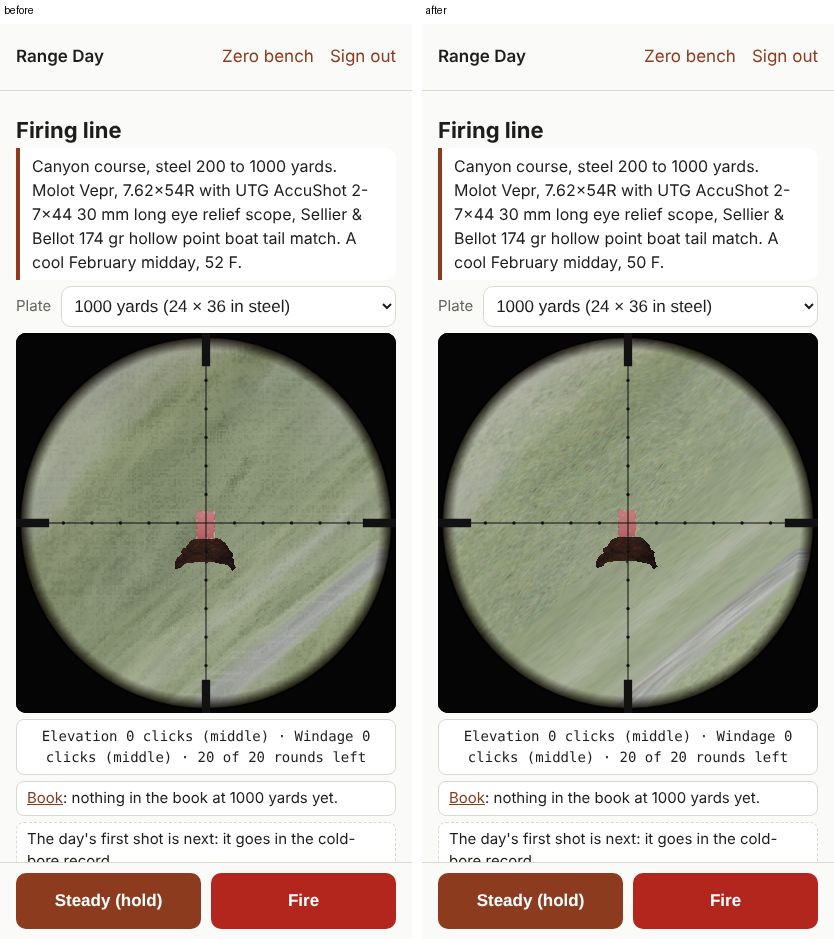 before
Range Day
Zero bench
Sign out
Firing line
Canyon course, steel 200 to 1000 yards.
Molot Vepr, 7.62×54R with UTG AccuShot 2-
7×44 30 mm long eye relief scope, Sellier &
Bellot 174 gr hollow point boat tail match. A
cool February midday, 52 F.
Plate
1000 yards (24 × 36 in steel)
Elevation 0 clicks (middle) · Windage 0
clicks (middle) · 20 of 20 rounds left
Book: nothing in the book at 1000 yards yet.
The day's first shot is next: it goes in the cold-
bore record
Steady (hold)
Fire
after
Range Day
Zero bench
Sign out
Firing line
Canyon course, steel 200 to 1000 yards.
Molot Vepr, 7.62×54R with UTG AccuShot 2-
7×44 30 mm long eye relief scope, Sellier &
Bellot 174 gr hollow point boat tail match. A
cool February midday, 50 F.
Plate
1000 yards (24 × 36 in steel)
Elevation 0 clicks (middle) · Windage 0
clicks (middle) · 20 of 20 rounds left
Book: nothing in the book at 1000 yards yet.
The day's first shot is next: it goes in the cold-
bore record
Steady (hold)
Fire